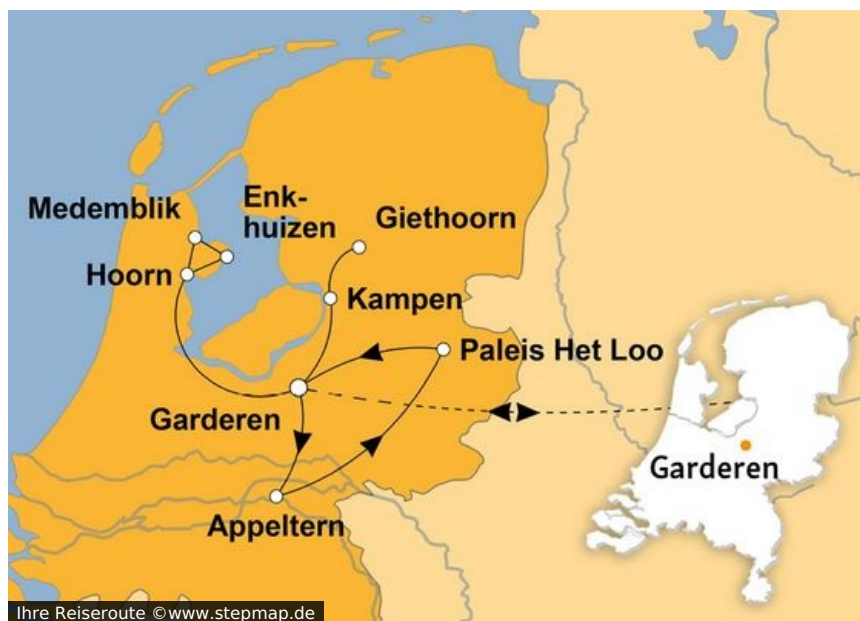 Medemblik
Enk-
huizen
Giethoorn
Hoorn
Kampen
Paleis Het Loo
Garderen
Appeltern
Garderen
Ihre Reiseroute ©www.stepmap.de